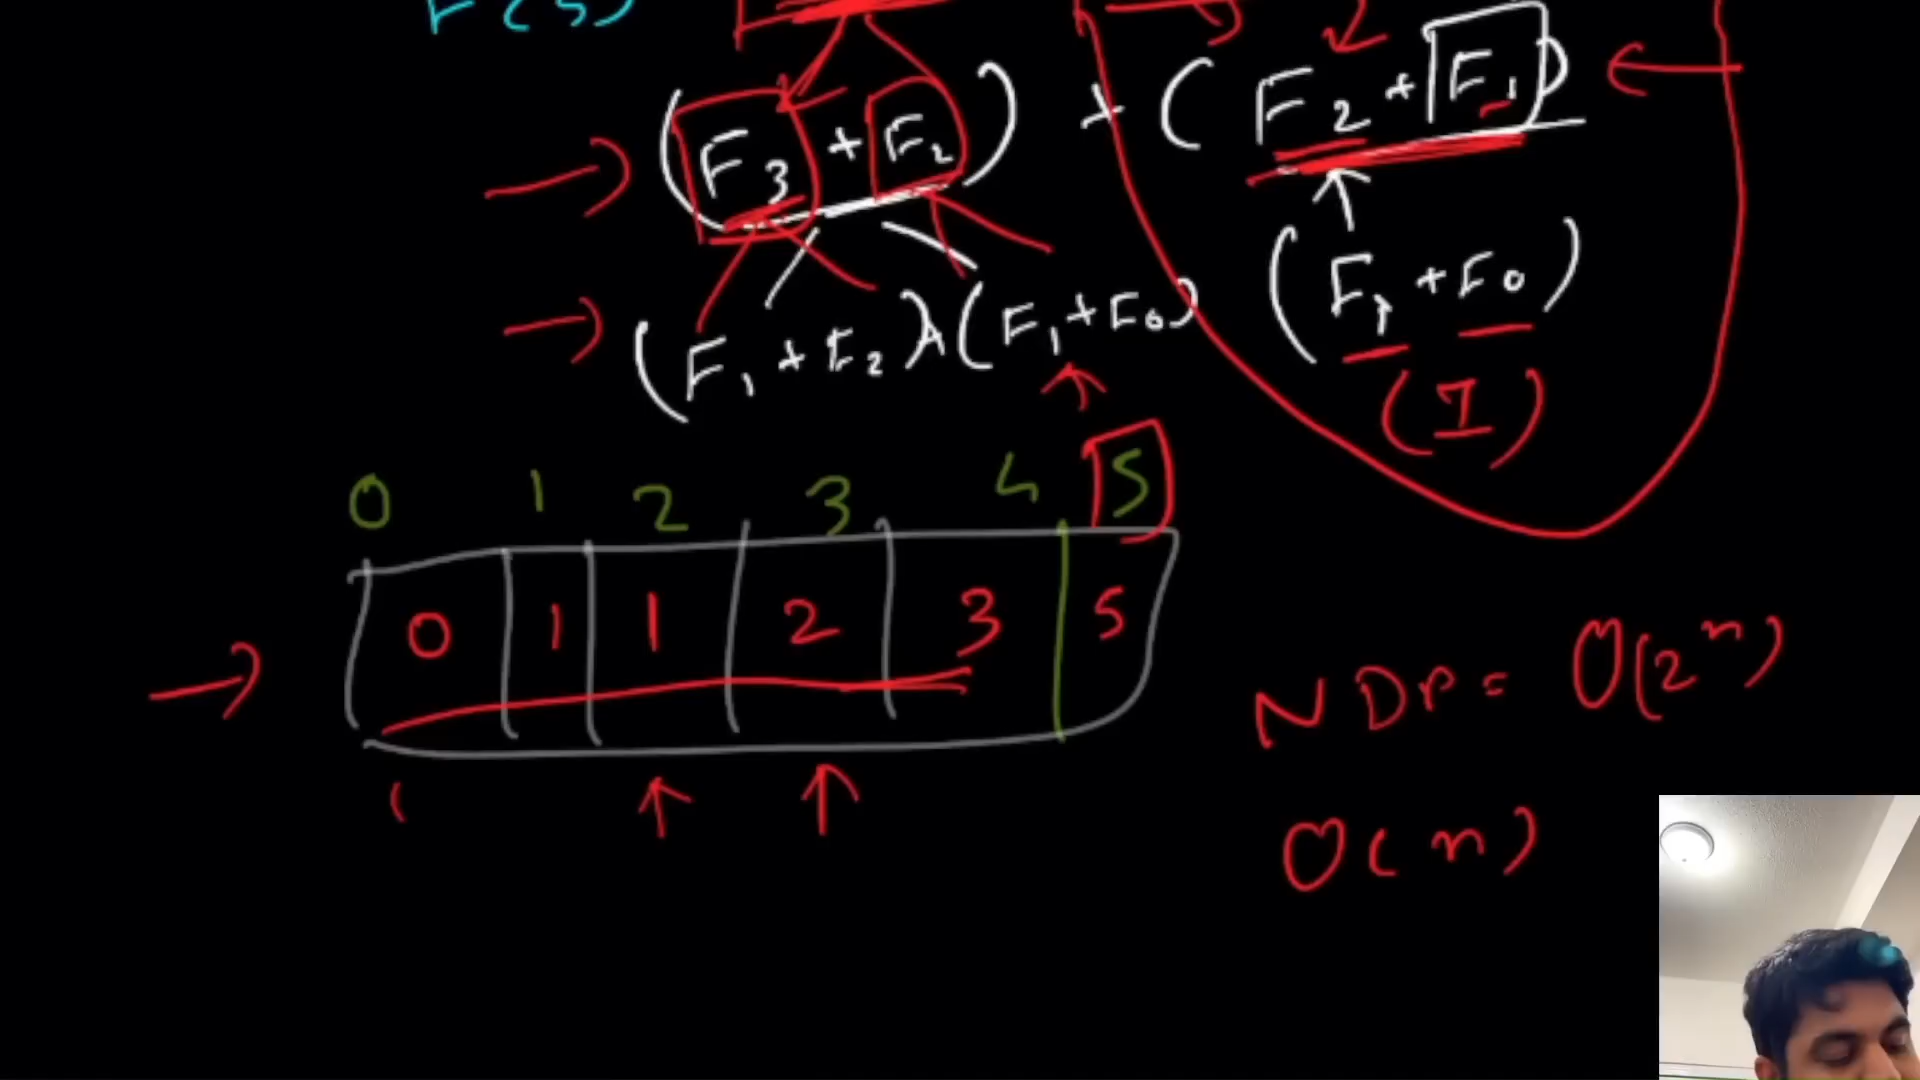 F(5)
(F3 + F2) + (F2 + F1)
(F1 + F2) + (F1 + F0) (F1 + F0)
(I)
0 1 2 3 4 5
0 1 1 2 3 5
NDP = O(2^n)
O(n)